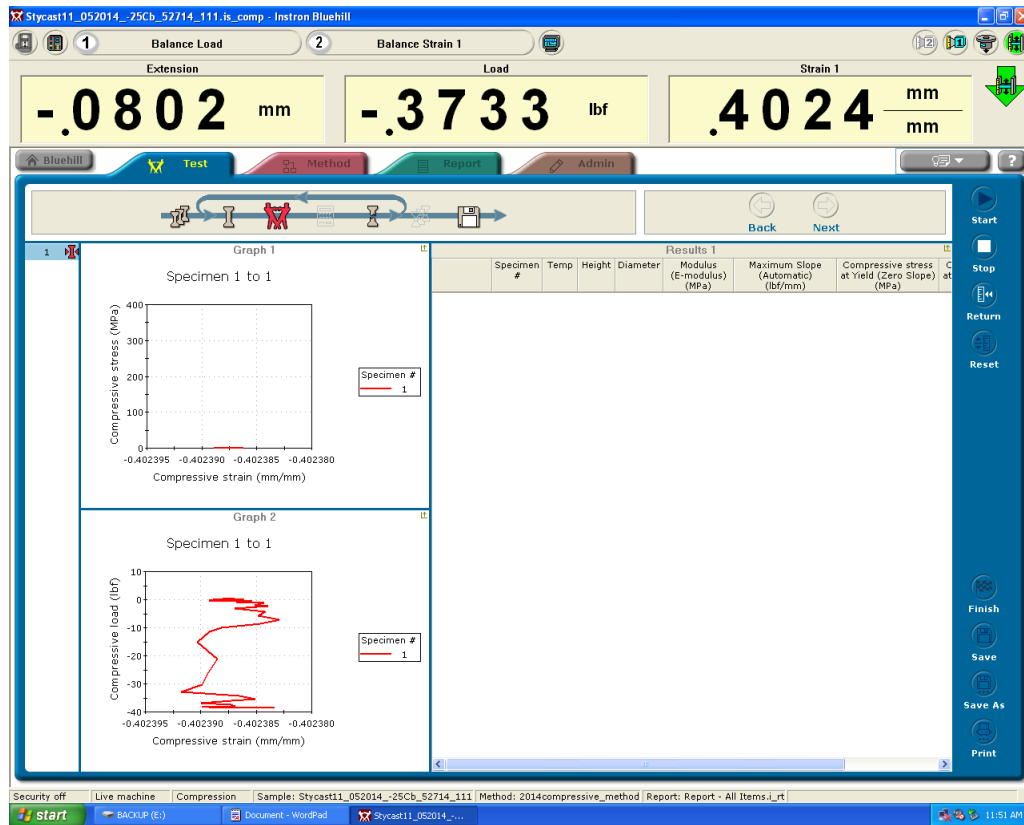 Stycast11_052014_-25Cb_52714_111.is_comp - Instron Bluehill
1 Balance Load 2 Balance Strain 1
Extension Load Strain 1
-.0802 mm -.3733 lbf .4024 mm
mm
Bluehill Test Method Report Admin ?
Back Next
Start
Stop
Return
Reset
1
Graph 1
Specimen 1 to 1
Compressive stress (MPa)
400
300
200
100
0
-0.402395 -0.402390 -0.402385 -0.402380
Compressive strain (mm/mm)
Specimen #
1
Graph 2
Specimen 1 to 1
Compressive load (lbf)
10
0
-10
-20
-30
-40
-0.402395 -0.402390 -0.402385 -0.402380
Compressive strain (mm/mm)
Specimen #
1
Results 1
Specimen Temp Height Diameter Modulus Maximum Slope Compressive stress C
# (E-modulus) (Automatic) at Yield (Zero Slope) at
(MPa) (lbf/mm) (MPa)
Finish
Save
Save As
Print
Security off Live machine Compression Sample: Stycast11_052014_-25Cb_52714_111 Method: 2014compressive_method Report: Report - All Items.i_rt
start BACKUP (E:) Document - WordPad Stycast11_052014_-... 11:51 AM